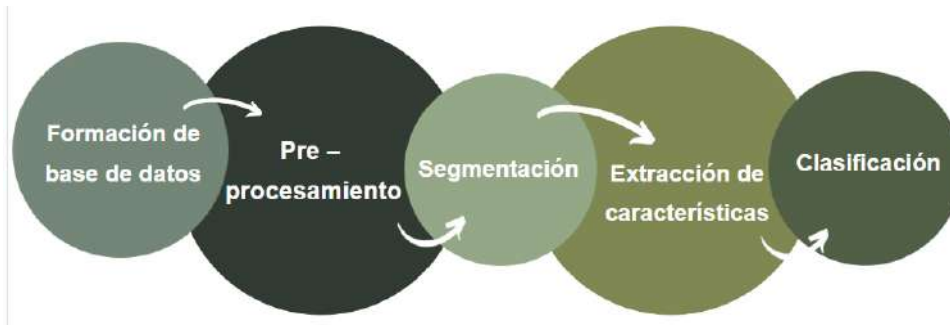 Formación de
base de datos
Pre –
procesamiento
Segmentación
Extracción de
características
Clasificación